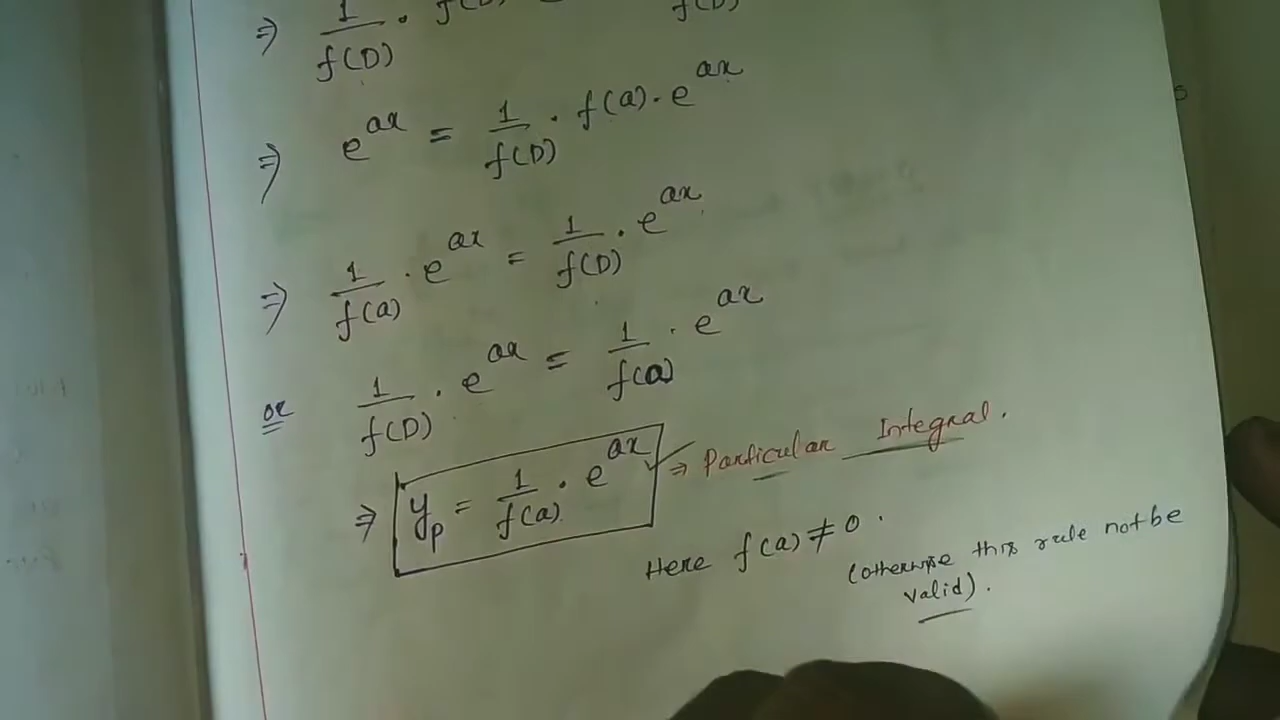 ⇒ 1/f(D) · f(D) f(D)
⇒ e^ax = 1/f(D) · f(a) · e^ax
⇒ 1/f(a) · e^ax = 1/f(D) · e^ax
or 1/f(D) · e^ax = 1/f(a) · e^ax
⇒ y_p = 1/f(a) · e^ax ⇒ Particular Integral.
Here f(a) ≠ 0.
(otherwise this rule not be
valid).